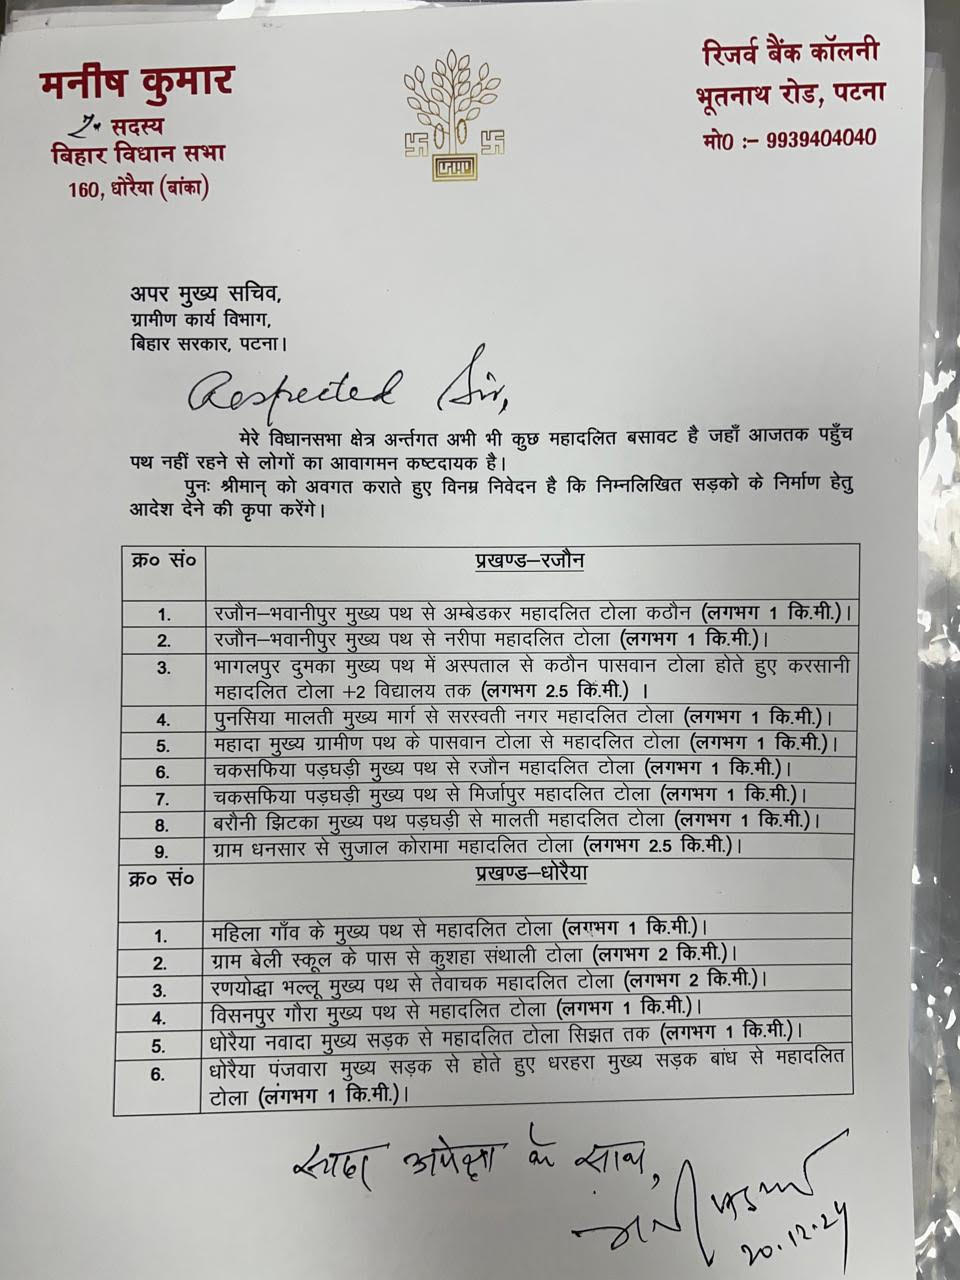 मनीष कुमार
सदस्य
बिहार विधान सभा
160, धोरैया (बांका)
रिजर्व बैंक कॉलनी
भूतनाथ रोड, पटना
मो0 :– 9939404040
अपर मुख्य सचिव,
ग्रामीण कार्य विभाग,
बिहार सरकार, पटना।
Respected Sir,
मेरे विधानसभा क्षेत्र अर्न्तगत अभी भी कुछ महादलित बसावट है जहाँ आजतक पहुँच
पथ नहीं रहने से लोगों का आवागमन कष्टदायक है।
पुनः श्रीमान् को अवगत कराते हुए विनम्र निवेदन है कि निम्नलिखित सड़को के निर्माण हेतु
आदेश देने की कृपा करेंगे।
क्र० सं० प्रखण्ड–रजौन
1. रजौन–भवानीपुर मुख्य पथ से अम्बेडकर महादलित टोला कठौन (लगभग 1 कि.मी.)।
2. रजौन–भवानीपुर मुख्य पथ से नरीपा महादलित टोला (लगभग 1 कि.मी.)।
3. भागलपुर दुमका मुख्य पथ में अस्पताल से कठौन पासवान टोला होते हुए करसानी
महादलित टोला +2 विद्यालय तक (लगभग 2.5 कि.मी.) ।
4. पुनसिया मालती मुख्य मार्ग से सरस्वती नगर महादलित टोला (लगभग 1 कि.मी.)।
5. महादा मुख्य ग्रामीण पथ के पासवान टोला से महादलित टोला (लगभग 1 कि.मी.)।
6. चकसफिया पड़घड़ी मुख्य पथ से रजौन महादलित टोला (लगभग 1 कि.मी.)।
7. चकसफिया पड़घड़ी मुख्य पथ से मिर्जापुर महादलित टोला (लगभग 1 कि.मी.)।
8. बरौनी झिटका मुख्य पथ पड़घड़ी से मालती महादलित टोला (लगभग 1 कि.मी.)।
9. ग्राम धनसार से सुजाल कोरामा महादलित टोला (लगभग 2.5 कि.मी.)।
क्र० सं० प्रखण्ड–धोरैया
1. महिला गाँव के मुख्य पथ से महादलित टोला (लगभग 1 कि.मी.)।
2. ग्राम बेली स्कूल के पास से कुशहा संथाली टोला (लगभग 2 कि.मी.)।
3. रणयोद्धा भल्लू मुख्य पथ से तेवाचक महादलित टोला (लगभग 2 कि.मी.)।
4. विसनपुर गौरा मुख्य पथ से महादलित टोला (लगभग 1 कि.मी.)।
5. धोरैया नवादा मुख्य सड़क से महादलित टोला सिझत तक (लगभग 1 कि.मी.)।
6. धोरैया पंजवारा मुख्य सड़क से होते हुए धरहरा मुख्य सड़क बांध से महादलित
टोला (लंगभग 1 कि.मी.)।
अपेक्षा के साथ,
20.12.24